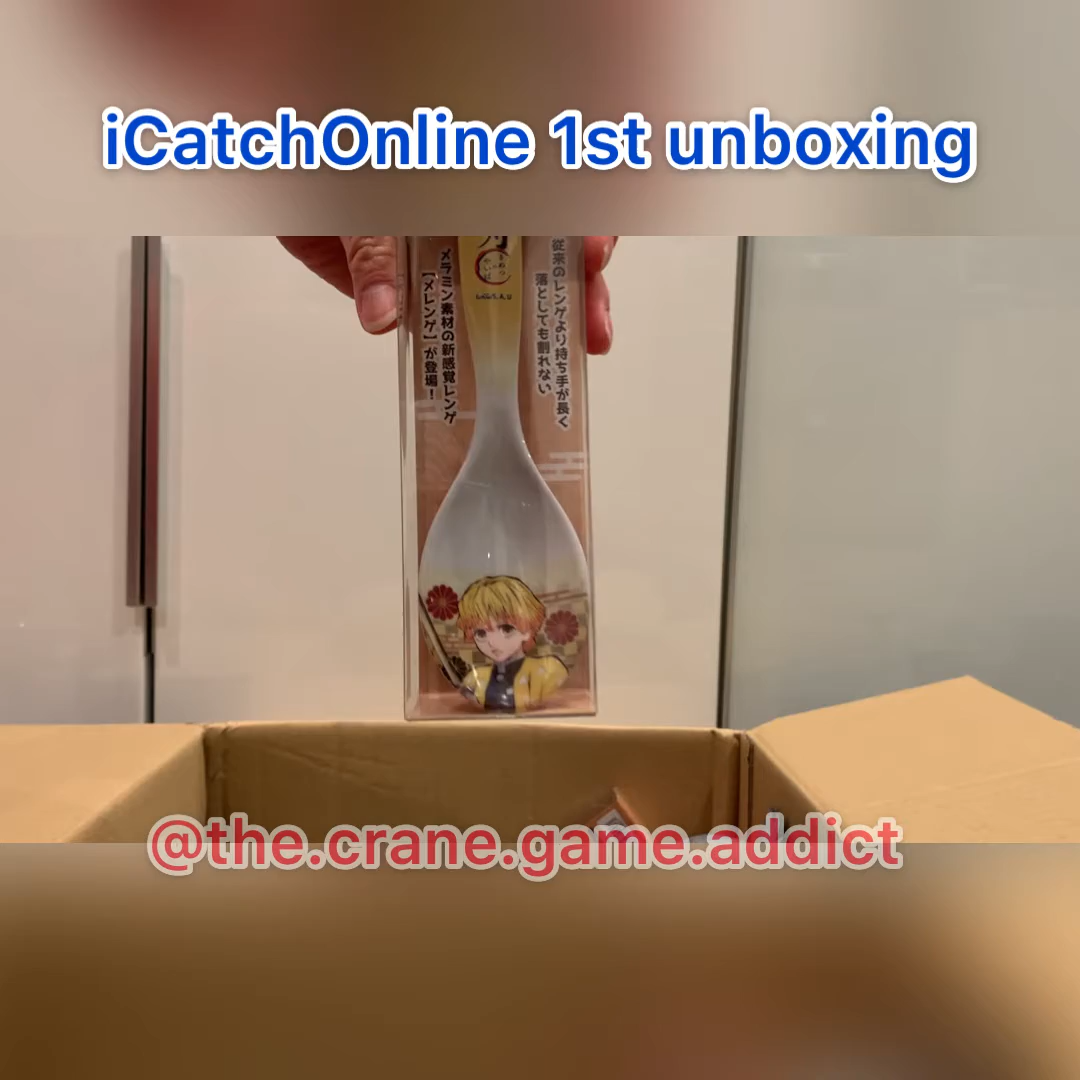 iCatchOnline 1st unboxing
従来のレンゲより持ち手が長く
落としても割れない
メラミン素材の新感覚レンゲ
【メレンゲ】が登場！
@the.crane.game.addict